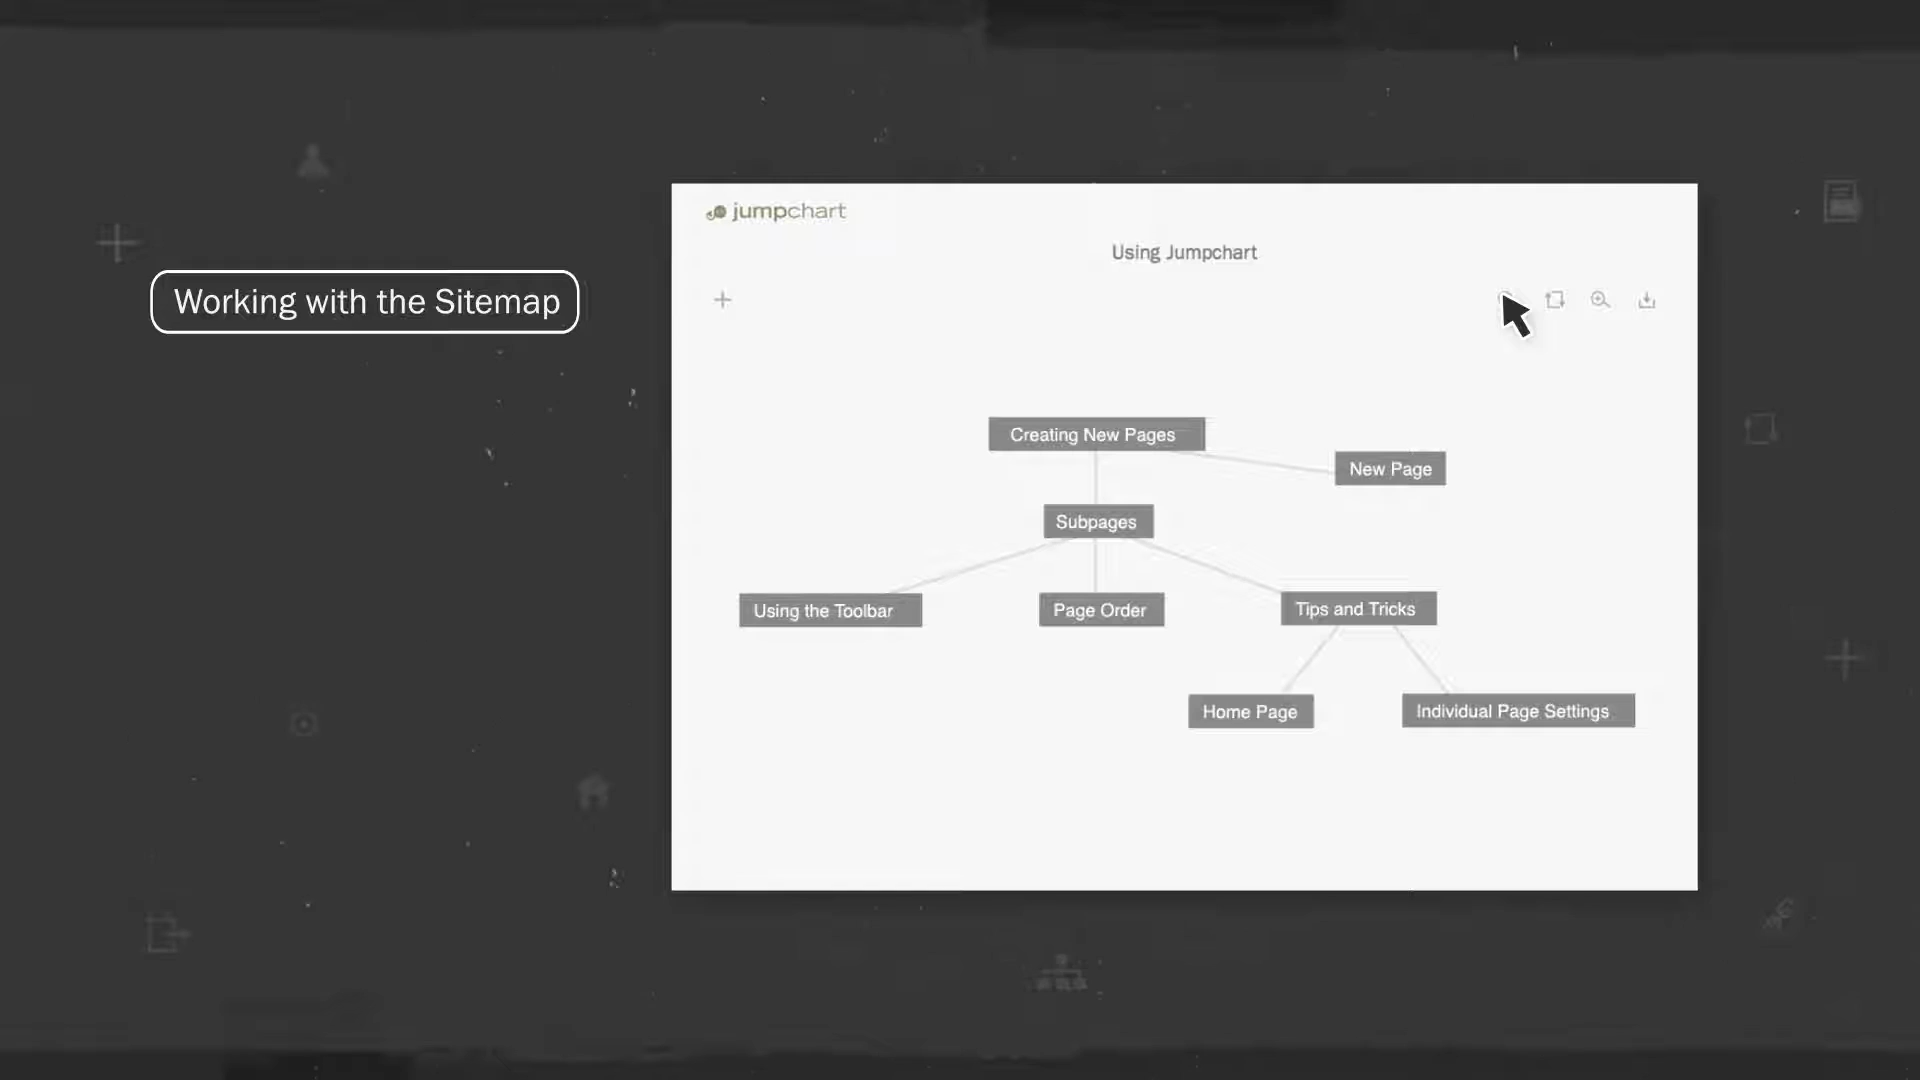 jumpchart
Using Jumpchart
Working with the Sitemap
Creating New Pages
New Page
Subpages
Using the Toolbar
Page Order
Tips and Tricks
Home Page
Individual Page Settings